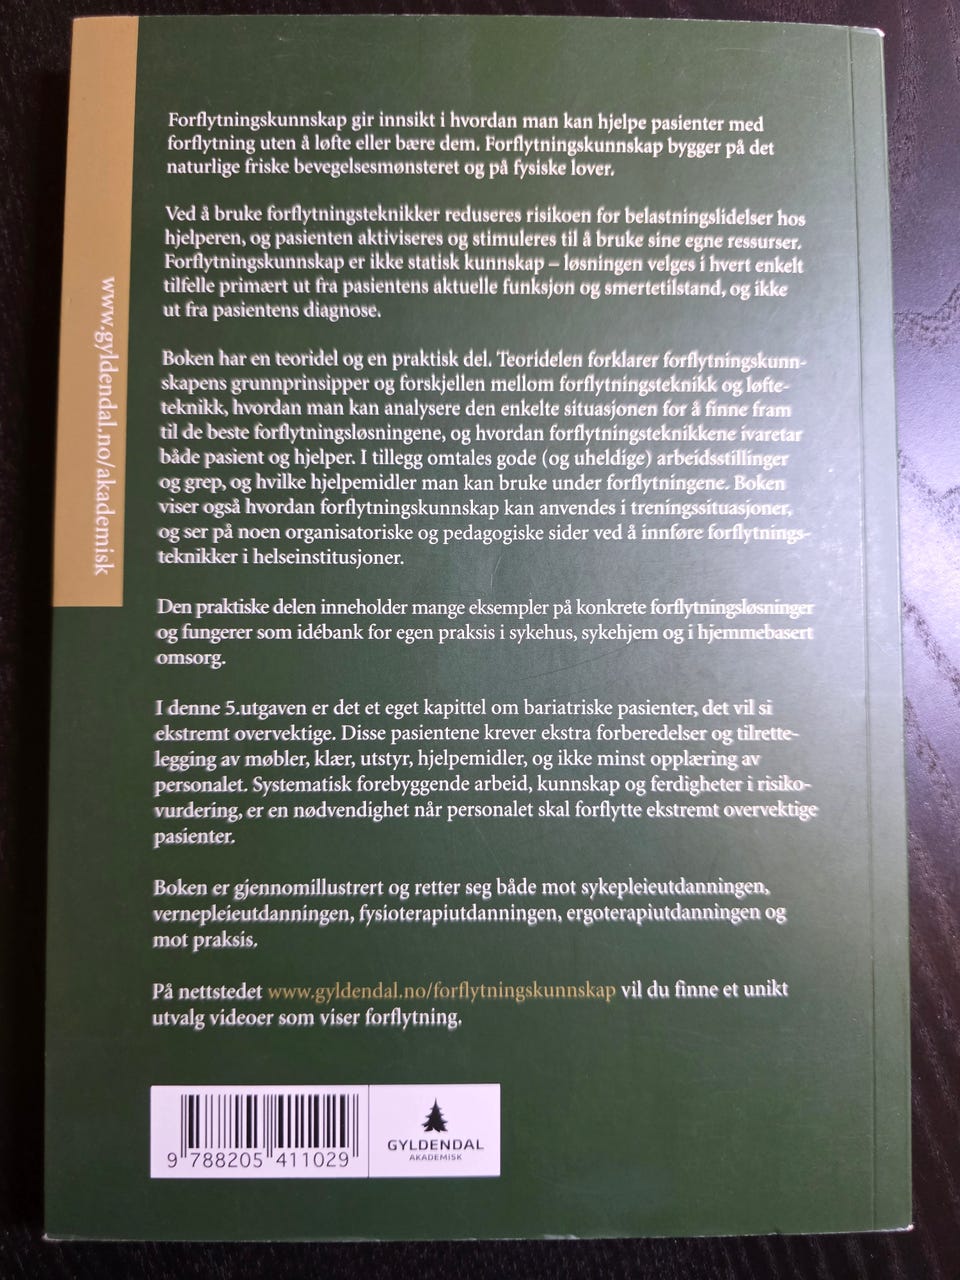 www.gyldendal.no/akademisk
Forflytningskunnskap gir innsikt i hvordan man kan hjelpe pasienter med
forflytning uten å løfte eller bære dem. Forflytningskunnskap bygger på det
naturlige friske bevegelsesmønsteret og på fysiske lover.
Ved å bruke forflytningsteknikker reduseres risikoen for belastningslidelser hos
hjelperen, og pasienten aktiviseres og stimuleres til å bruke sine egne ressurser.
Forflytningskunnskap er ikke statisk kunnskap – løsningen velges i hvert enkelt
tilfelle primært ut fra pasientens aktuelle funksjon og smertetilstand, og ikke
ut fra pasientens diagnose.
Boken har en teoridel og en praktisk del. Teoridelen forklarer forflytningskunn-
skapens grunnprinsipper og forskjellen mellom forflytningsteknikk og løfte-
teknikk, hvordan man kan analysere den enkelte situasjonen for å finne fram
til de beste forflytningsløsningene, og hvordan forflytningsteknikkene ivaretar
både pasient og hjelper. I tillegg omtales gode (og uheldige) arbeidsstillinger
og grep, og hvilke hjelpemidler man kan bruke under forflytningene. Boken
viser også hvordan forflytningskunnskap kan anvendes i treningssituasjoner,
og ser på noen organisatoriske og pedagogiske sider ved å innføre forflytnings-
teknikker i helseinstitusjoner.
Den praktiske delen inneholder mange eksempler på konkrete forflytningsløsninger
og fungerer som idébank for egen praksis i sykehus, sykehjem og i hjemmebasert
omsorg.
I denne 5.utgaven er det et eget kapittel om bariatriske pasienter, det vil si
ekstremt overvektige. Disse pasientene krever ekstra forberedelser og tilrette-
legging av møbler, klær, utstyr, hjelpemidler, og ikke minst opplæring av
personalet. Systematisk forebyggende arbeid, kunnskap og ferdigheter i risiko-
vurdering, er en nødvendighet når personalet skal forflytte ekstremt overvektige
pasienter.
Boken er gjennomillustrert og retter seg både mot sykepleieutdanningen,
vernepleieutdanningen, fysioterapiutdanningen, ergoterapiutdanningen og
mot praksis.
På nettstedet www.gyldendal.no/forflytningskunnskap vil du finne et unikt
utvalg videoer som viser forflytning.
9 788205 411029
GYLDENDAL
AKADEMISK